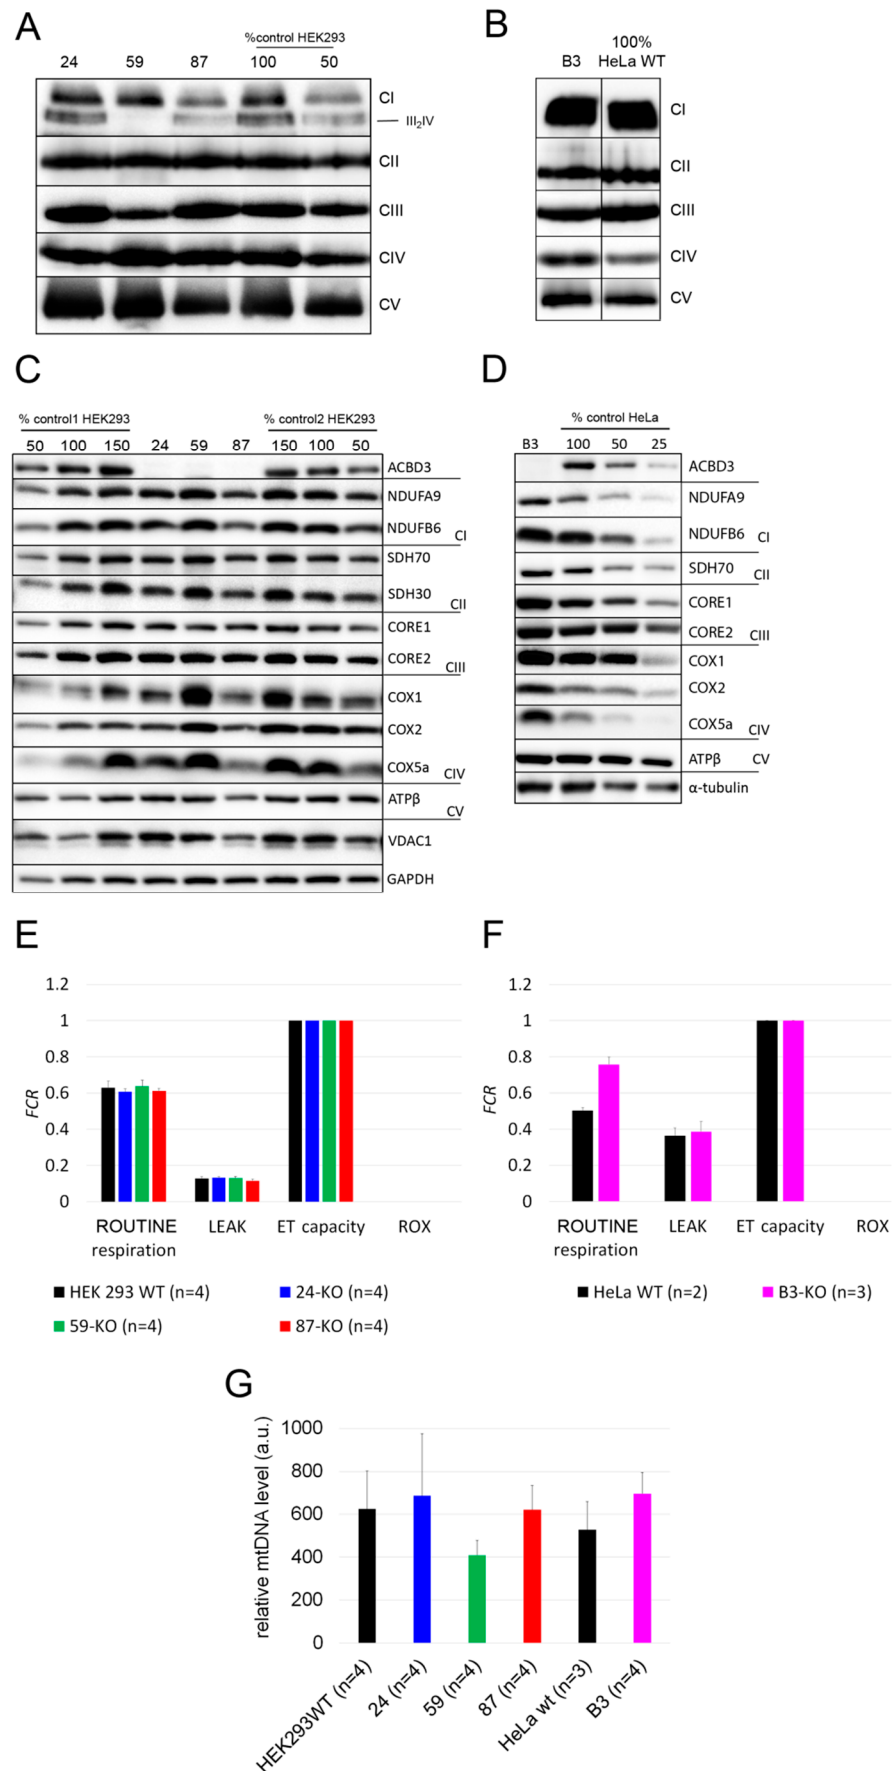 A
%control HEK293
24 59 87 100 50
CI
III₂IV
CII
CIII
CIV
CV
B
100%
B3 HeLa WT
CI
CII
CIII
CIV
CV
C
% control1 HEK293 % control2 HEK293
50 100 150 24 59 87 150 100 50
ACBD3
NDUFA9
NDUFB6 CI
SDH70
SDH30 CII
CORE1
CORE2 CIII
COX1
COX2
COX5a CIV
ATPβ CV
VDAC1
GAPDH
D
% control HeLa
B3 100 50 25
ACBD3
NDUFA9
NDUFB6 CI
SDH70 CII
CORE1
CORE2 CIII
COX1
COX2
COX5a CIV
ATPβ CV
α-tubulin
E
1.2
1
0.8
0.6
0.4
0.2
0
FCR
ROUTINE respiration LEAK ET capacity ROX
HEK 293 WT (n=4) 24-KO (n=4)
59-KO (n=4) 87-KO (n=4)
F
1.2
1
0.8
0.6
0.4
0.2
0
FCR
ROUTINE respiration LEAK ET capacity ROX
HeLa WT (n=2) B3-KO (n=3)
G
relative mtDNA level (a.u.)
1000
800
600
400
200
0
HEK293WT (n=4)
24 (n=4)
59 (n=4)
87 (n=4)
HeLa wt (n=3)
B3 (n=4)